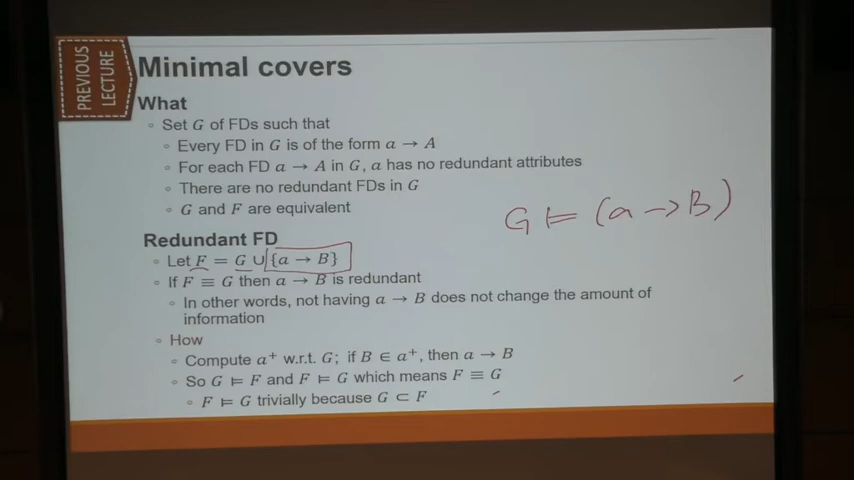 PREVIOUS
LECTURE
Minimal covers
What
◦ Set G of FDs such that
◦ Every FD in G is of the form a → A
◦ For each FD a → A in G, a has no redundant attributes
◦ There are no redundant FDs in G
◦ G and F are equivalent
G ⊨ (a → B)
Redundant FD
◦ Let F = G ∪ {a → B}
◦ If F ≡ G then a → B is redundant
◦ In other words, not having a → B does not change the amount of
information
◦ How
◦ Compute a⁺ w.r.t. G; if B ∈ a⁺, then a → B
◦ So G ⊨ F and F ⊨ G which means F ≡ G
◦ F ⊨ G trivially because G ⊂ F